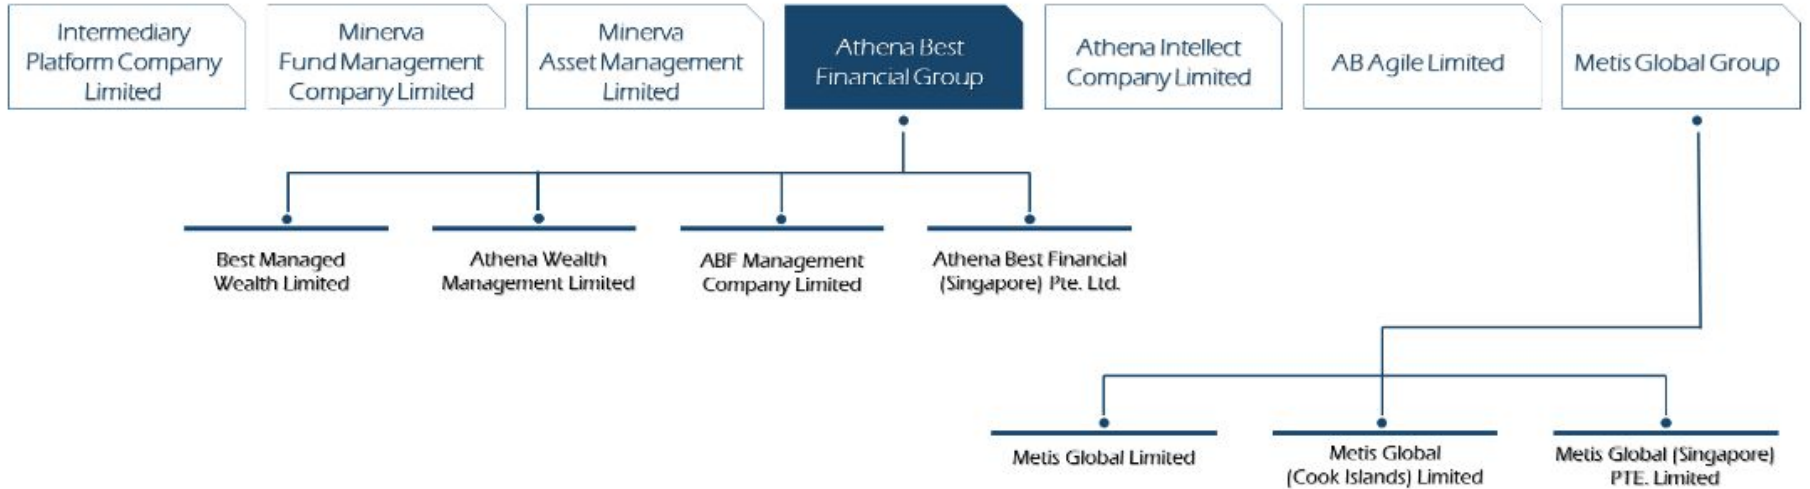 Intermediary
Platform Company
Limited
Minerva
Fund Management
Company Limited
Minerva
Asset Management
Limited
Athena Best
Financial Group
Athena Intellect
Company Limited
AB Agile Limited
Metis Global Group
Best Managed
Wealth Limited
Athena Wealth
Management Limited
ABF Management
Company Limited
Athena Best Financial
(Singapore) Pte. Ltd.
Metis Global Limited
Metis Global
(Cook Islands) Limited
Metis Global (Singapore)
PTE. Limited